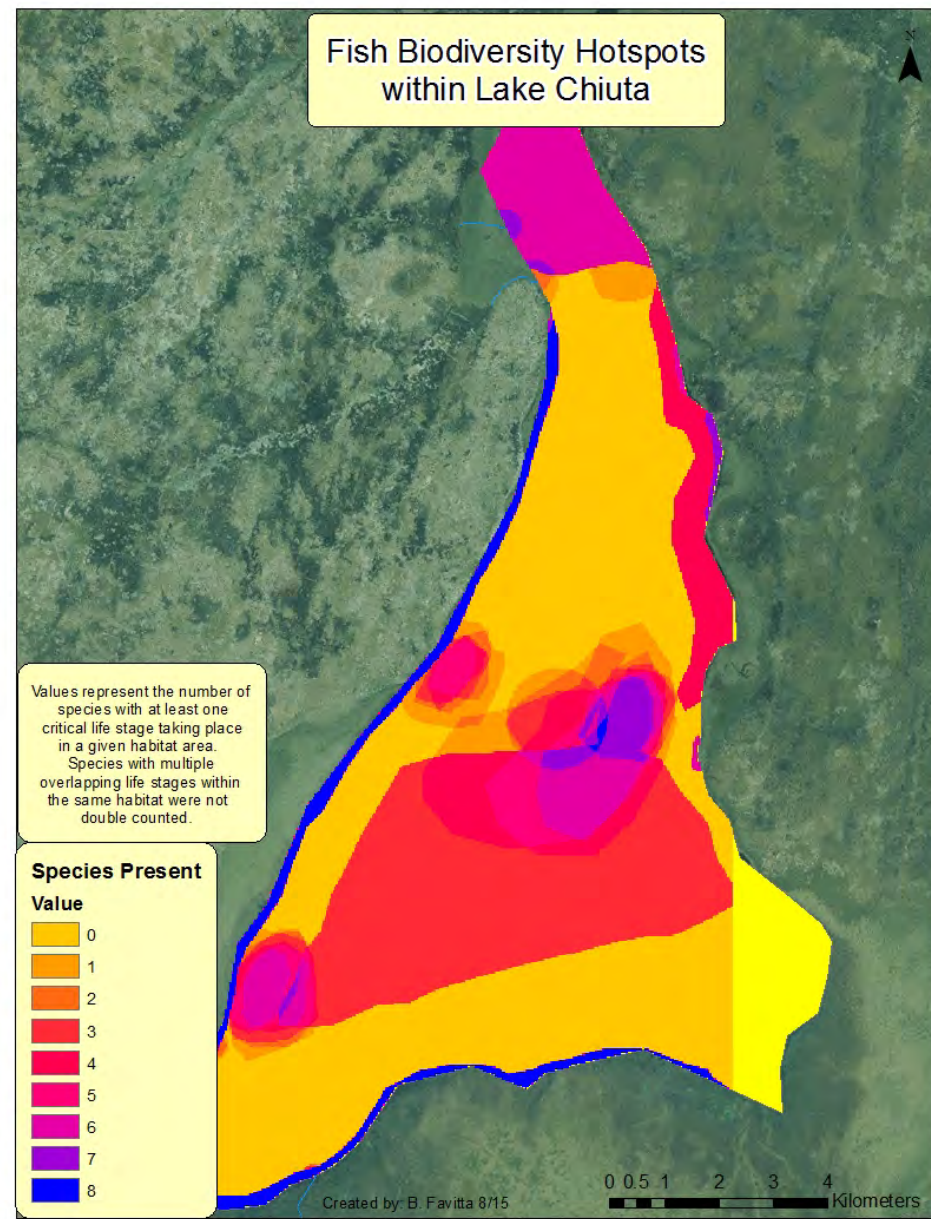 Fish Biodiversity Hotspots
within Lake Chiuta
N
Values represent the number of
species with at least one
critical life stage taking place
in a given habitat area.
Species with multiple
overlapping life stages within
the same habitat were not
double counted.
Species Present
Value
0
1
2
3
4
5
6
7
8
Created by: B. Favitta 8/15
0 0.5 1 2 3 4
Kilometers